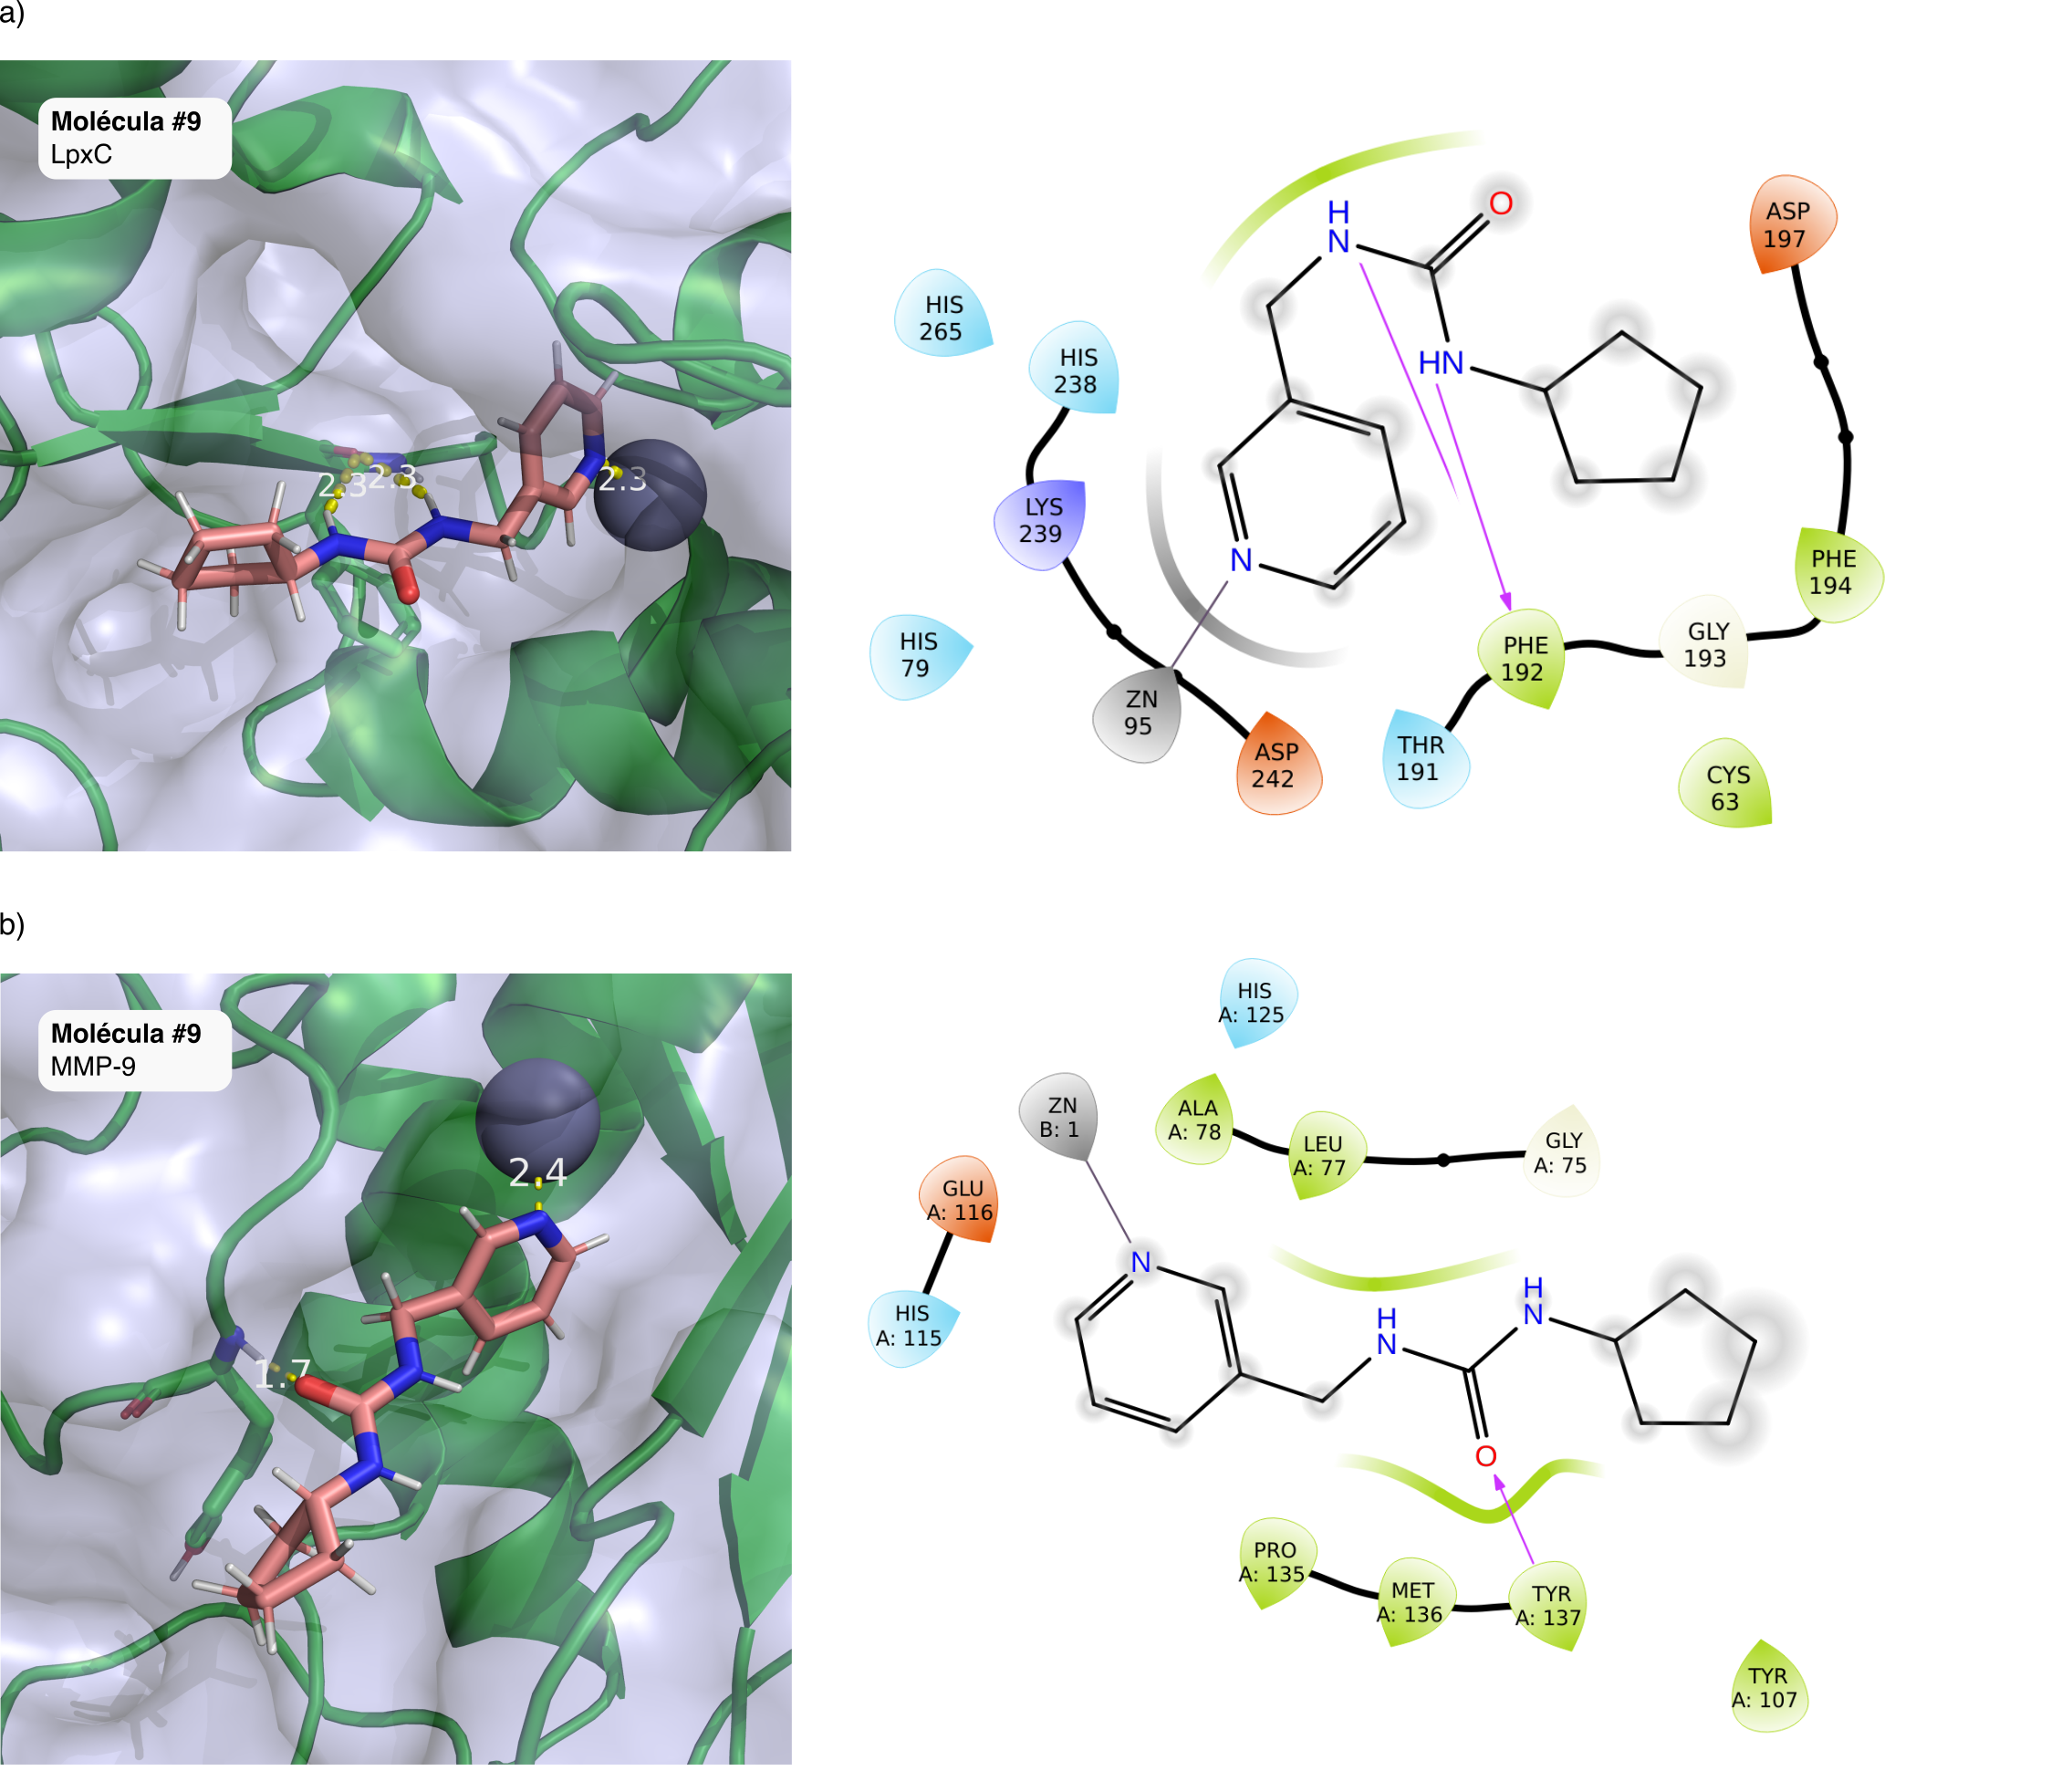 a)
Molécula #9
LpxC
2.3
2.3
2.3
H
N
O
HN
N
ASP
197
HIS
265
HIS
238
LYS
239
PHE
194
HIS
79
PHE
192
GLY
193
ZN
95
ASP
242
THR
191
CYS
63
b)
Molécula #9
MMP-9
2.4
1.7
HIS
A: 125
ZN
B: 1
ALA
A: 78
LEU
A: 77
GLY
A: 75
GLU
A: 116
HIS
A: 115
N
H
N
H
N
O
PRO
A: 135
MET
A: 136
TYR
A: 137
TYR
A: 107